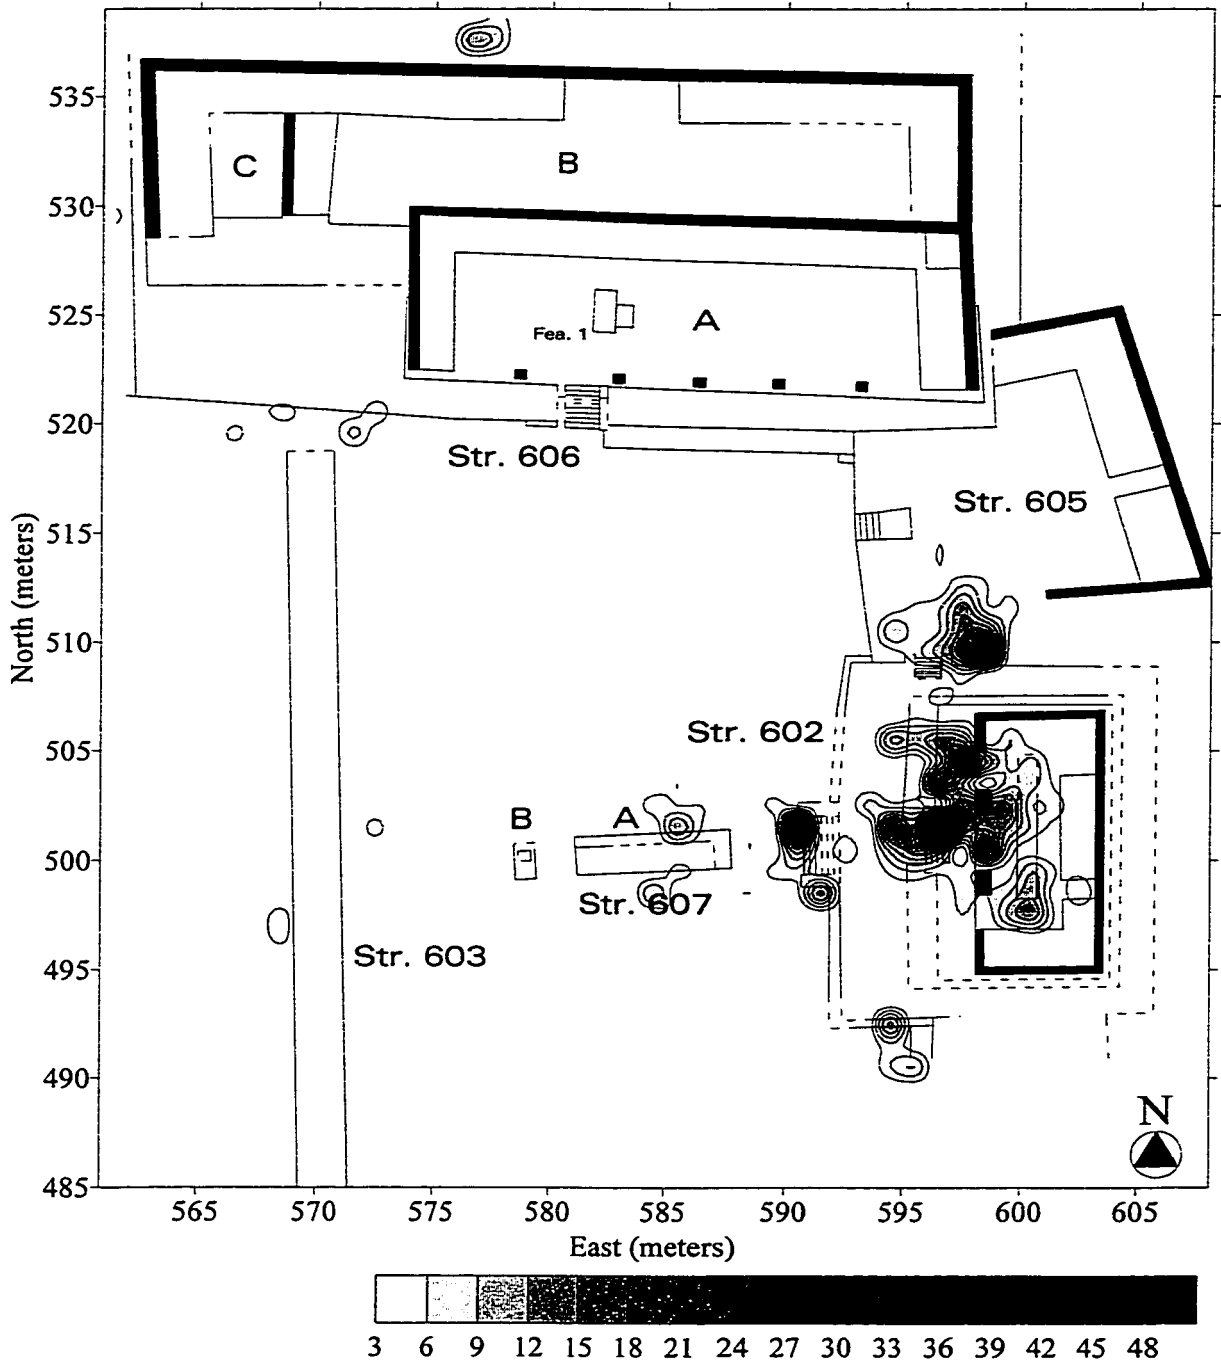 535
C
B
530
525
A
Fea. 1
520
Str. 606
Str. 605
515
North (meters)
510
505
Str. 602
B
A
500
Str. 607
Str. 603
495
490
N
485
565 570 575 580 585 590 595 600 605
East (meters)
3 6 9 12 15 18 21 24 27 30 33 36 39 42 45 48